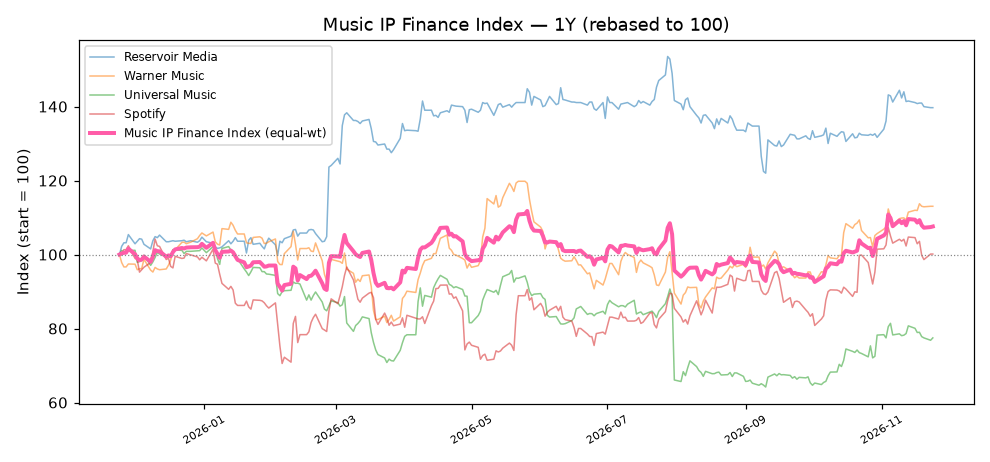 Music IP Finance Index — 1Y (rebased to 100)
Reservoir Media
Warner Music
Universal Music
Spotify
Music IP Finance Index (equal-wt)
Index (start = 100)
140
120
100
80
60
2026-01
2026-03
2026-05
2026-07
2026-09
2026-11